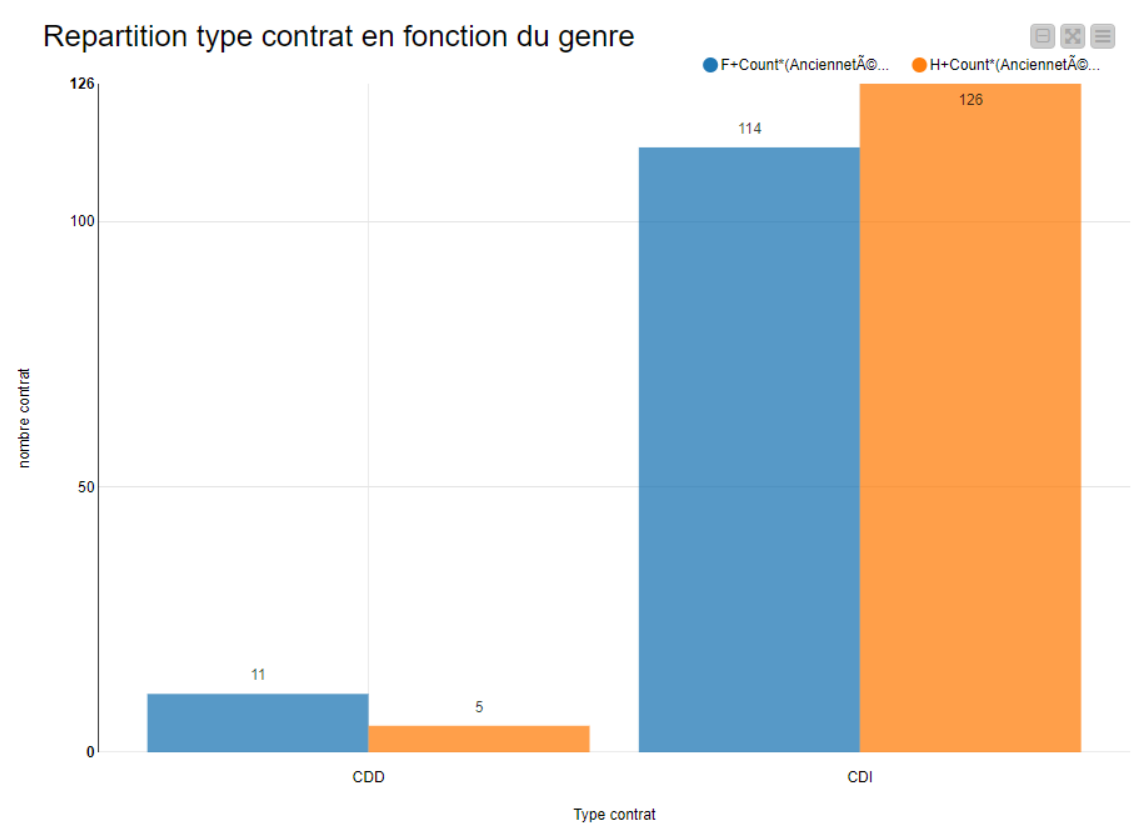 Repartition type contrat en fonction du genre
F+Count*(AnciennetÃ©... H+Count*(AnciennetÃ©...
126
126
114
100
nombre contrat
50
11
5
0
CDD CDI
Type contrat